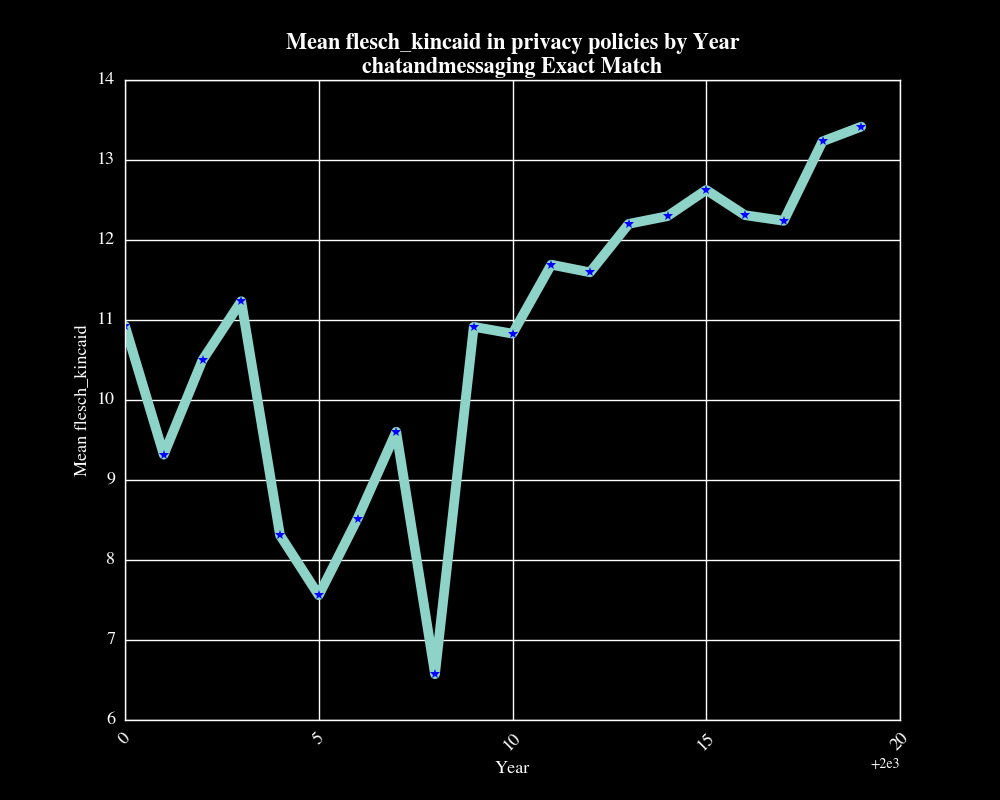 Mean flesch_kincaid in privacy policies by Year
chatandmessaging Exact Match
14
13
12
11
10
9
8
7
6
Mean flesch_kincaid
0
5
10
15
20
+2e3
Year